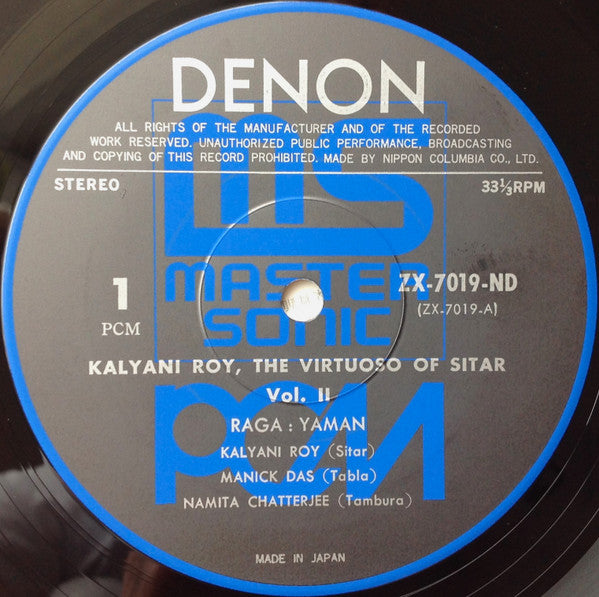 DENON
ALL RIGHTS OF THE MANUFACTURER AND OF THE RECORDED
WORK RESERVED. UNAUTHORIZED PUBLIC PERFORMANCE, BROADCASTING
AND COPYING OF THIS RECORD PROHIBITED. MADE BY NIPPON COLUMBIA CO., LTD.
STEREO 33⅓RPM
MS
MASTER
SONIC
1 ZX-7019-ND
PCM (ZX-7019-A)
KALYANI ROY, THE VIRTUOSO OF SITAR
Vol. II
RAGA : YAMAN
KALYANI ROY (Sitar)
MANICK DAS (Tabla)
NAMITA CHATTERJEE (Tambura)
PCM
MADE IN JAPAN